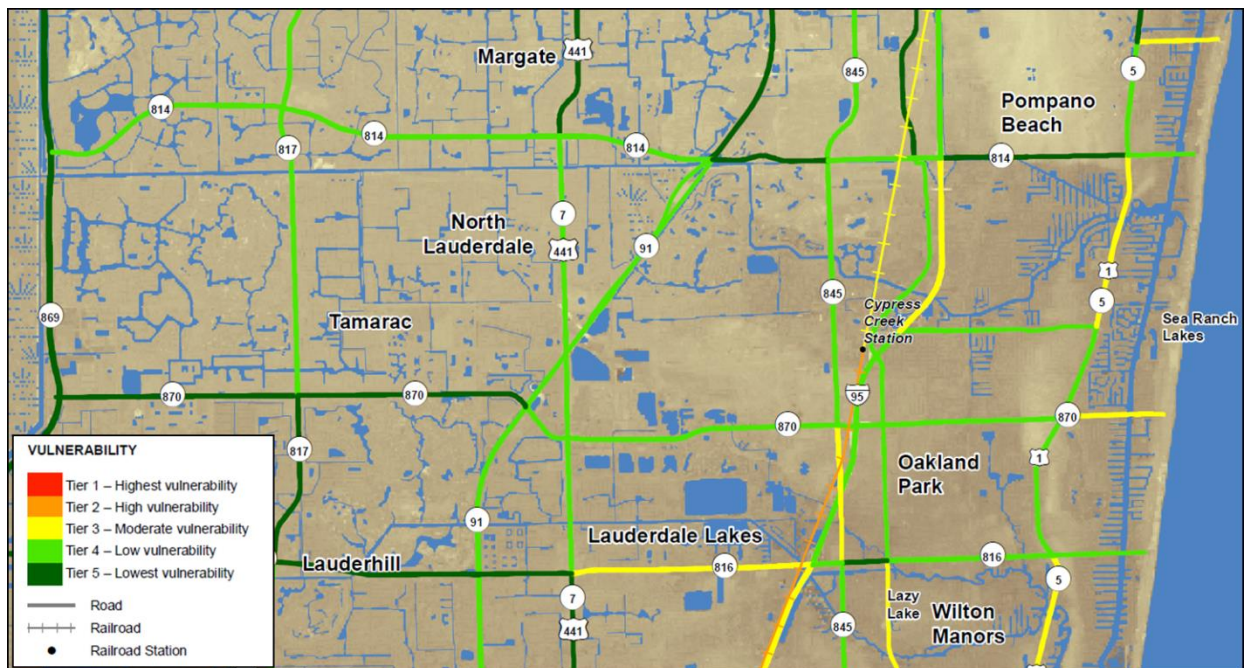 Margate
441
845
5
Pompano
Beach
814
814
817
814
814
7
441
North
Lauderdale
91
1
5
869
Tamarac
845
Cypress
Creek
Station
Sea Ranch
Lakes
870
870
95
870
870
817
Oakland
Park
1
91
Lauderdale Lakes
Lauderhill
816
816
7
441
845
Lazy
Lake
Wilton
Manors
5
VULNERABILITY
Tier 1 – Highest vulnerability
Tier 2 – High vulnerability
Tier 3 – Moderate vulnerability
Tier 4 – Low vulnerability
Tier 5 – Lowest vulnerability
Road
Railroad
Railroad Station